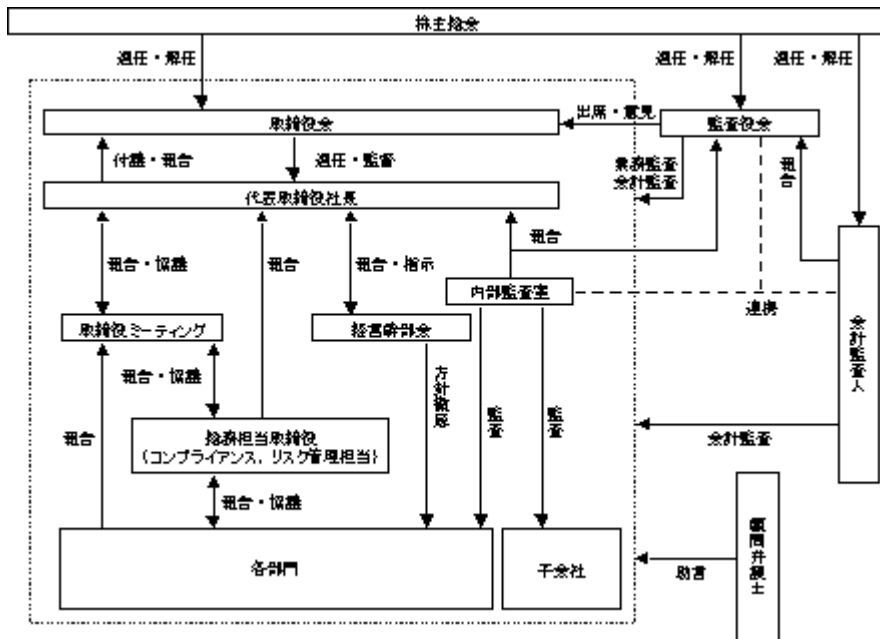 株主総会
選任・解任
選任・解任
選任・解任
取締役会
出席・意見
監査役会
付議・報告
選任・監督
業務監査
会計監査
報告
代表取締役社長
報告・協議
報告
報告・指示
報告
内部監査室
連携
取締役ミーティング
経営幹部会
会計監査人
報告・協議
方針徹底
監査
監査
報告
総務担当取締役
(コンプライアンス、リスク管理担当)
会計監査
報告・協議
各部門
子会社
助言
顧問弁護士